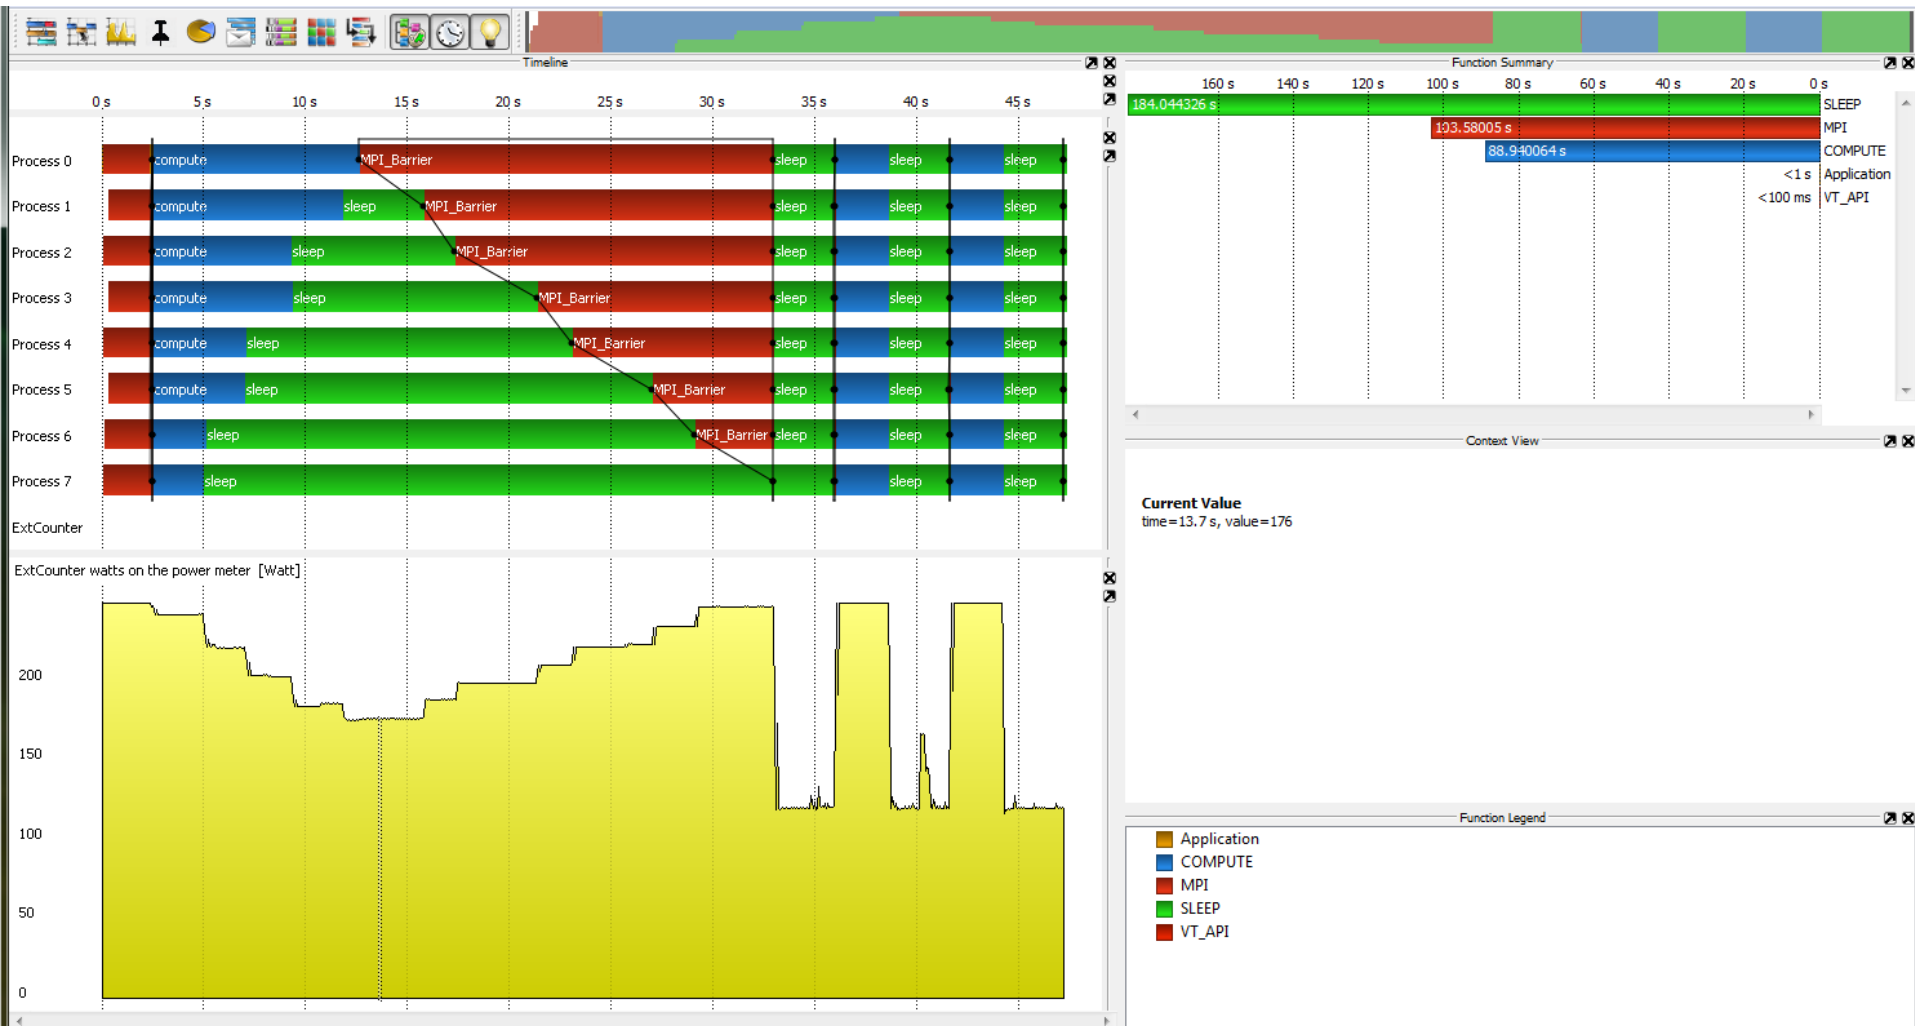 Timeline
0 s 5 s 10 s 15 s 20 s 25 s 30 s 35 s 40 s 45 s
Process 0 compute MPI_Barrier sleep sleep sleep
Process 1 compute sleep MPI_Barrier sleep sleep sleep
Process 2 compute sleep MPI_Barrier sleep sleep sleep
Process 3 compute sleep MPI_Barrier sleep sleep sleep
Process 4 compute sleep MPI_Barrier sleep sleep sleep
Process 5 compute sleep MPI_Barrier sleep sleep sleep
Process 6 sleep MPI_Barrier sleep sleep sleep
Process 7 sleep sleep sleep
ExtCounter
ExtCounter watts on the power meter [Watt]
200
150
100
50
0
Function Summary
160 s 140 s 120 s 100 s 80 s 60 s 40 s 20 s 0 s
184.044326 s SLEEP
103.58005 s MPI
88.940064 s COMPUTE
<1 s Application
<100 ms VT_API
Context View
Current Value
time=13.7 s, value=176
Function Legend
Application
COMPUTE
MPI
SLEEP
VT_API